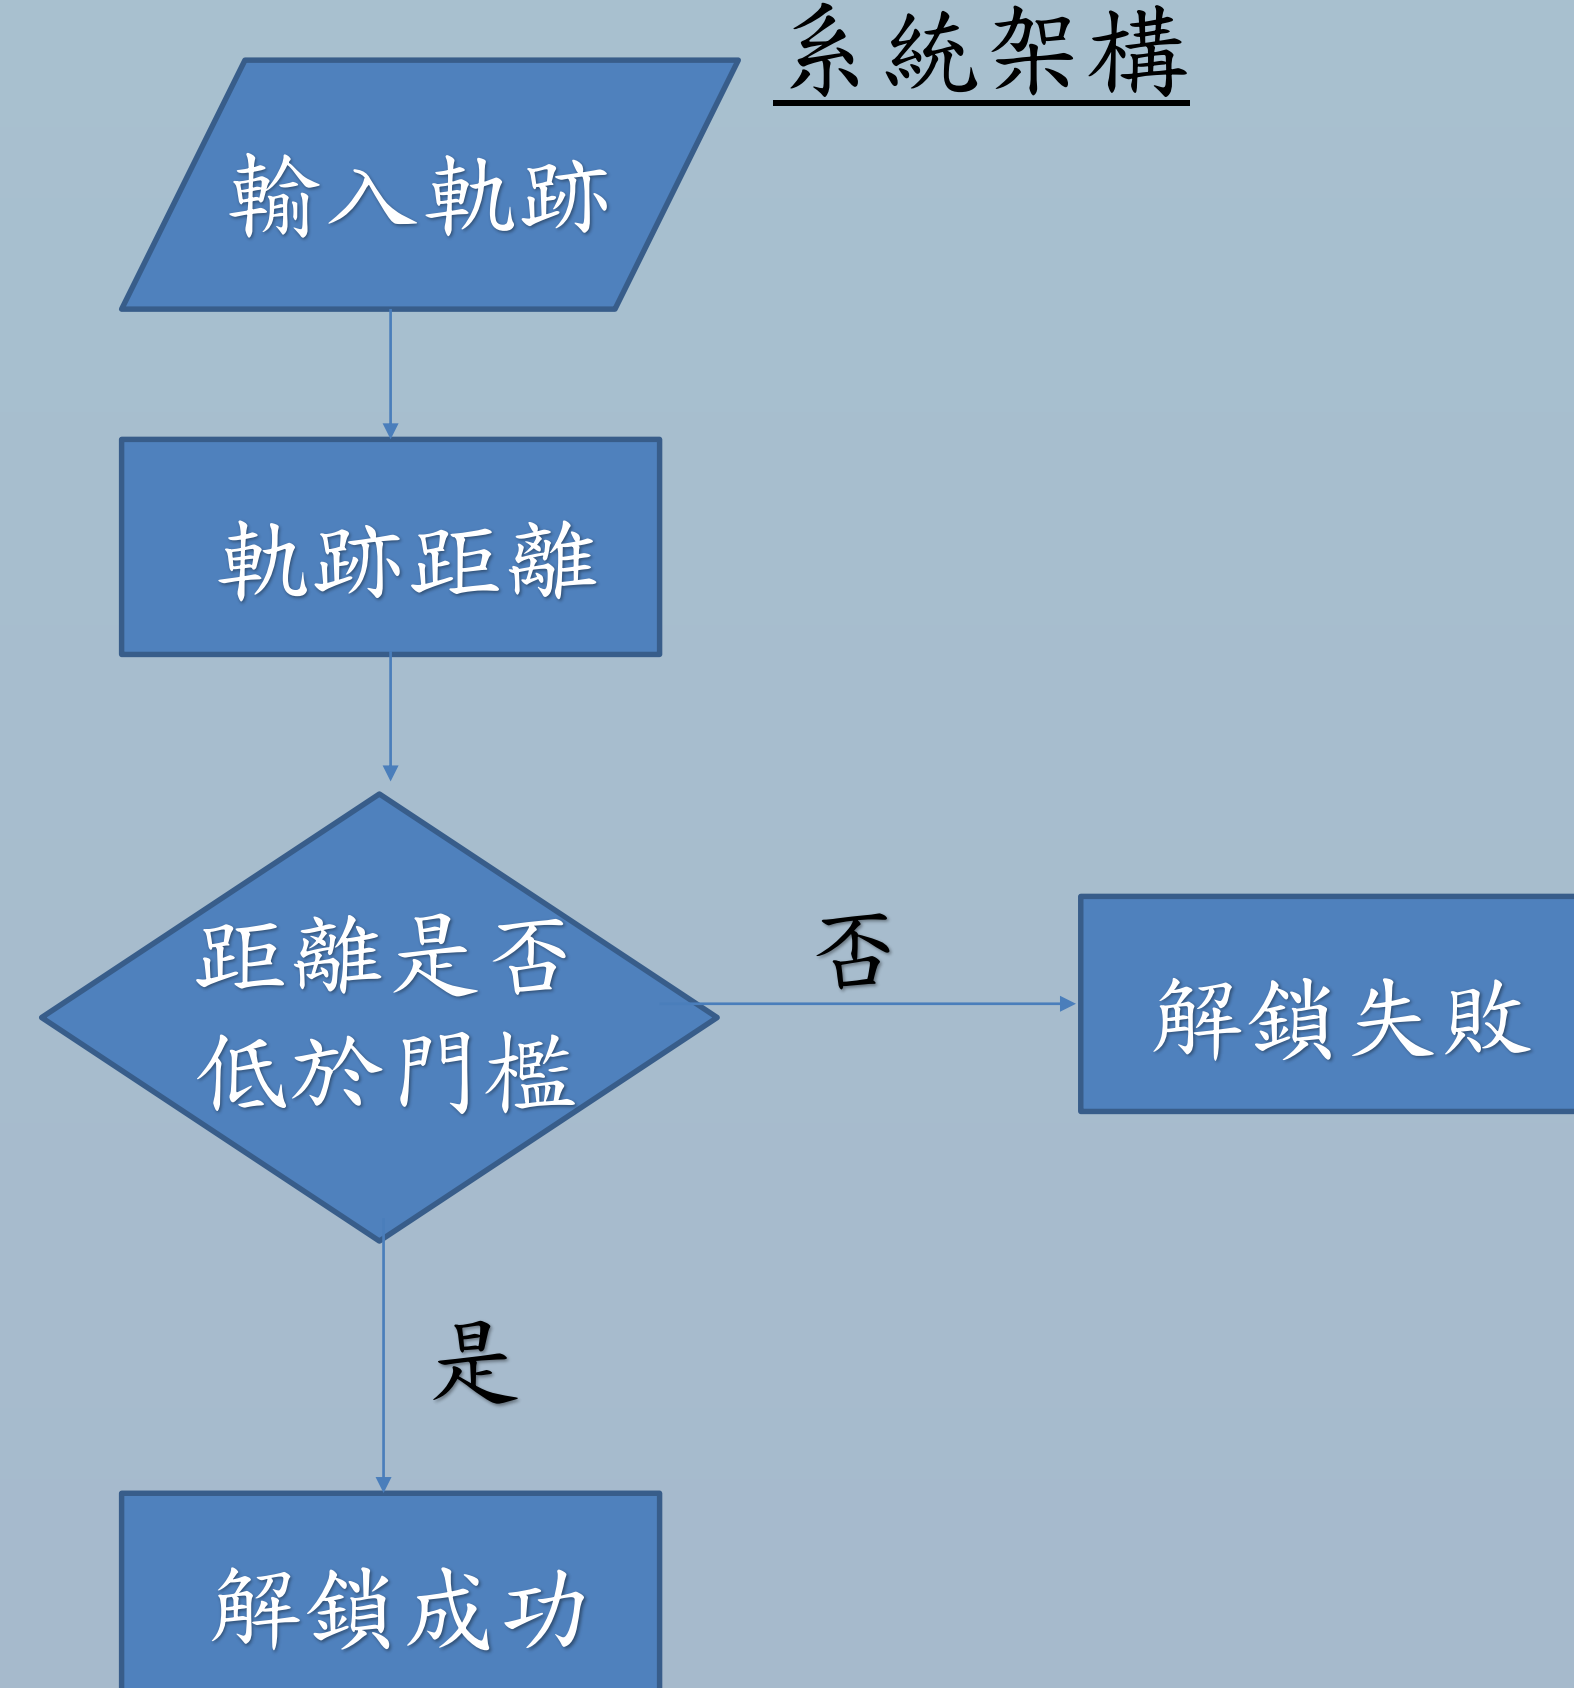 系統架構
輸入軌跡
軌跡距離
距離是否
低於門檻
否
解鎖失敗
是
解鎖成功